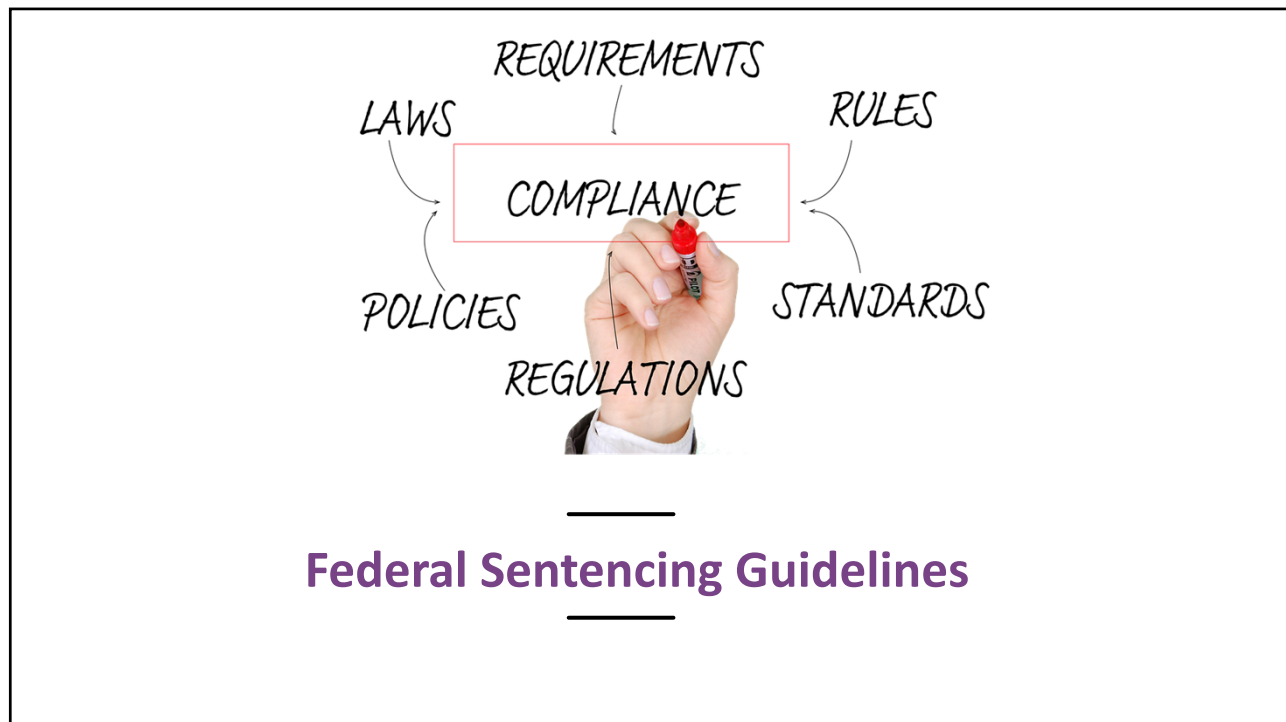 REQUIREMENTS
LAWS
RULES
COMPLIANCE
POLICIES
STANDARDS
REGULATIONS
Federal Sentencing Guidelines